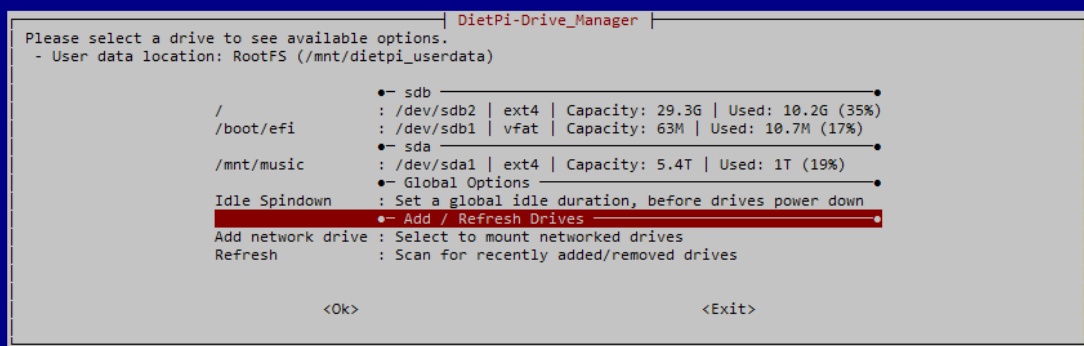 DietPi-Drive_Manager
Please select a drive to see available options.
- User data location: RootFS (/mnt/dietpi_userdata)
●─ sdb ─●
/ : /dev/sdb2 | ext4 | Capacity: 29.3G | Used: 10.2G (35%)
/boot/efi : /dev/sdb1 | vfat | Capacity: 63M | Used: 10.7M (17%)
●─ sda ─●
/mnt/music : /dev/sda1 | ext4 | Capacity: 5.4T | Used: 1T (19%)
●─ Global Options ─●
Idle Spindown : Set a global idle duration, before drives power down
●─ Add / Refresh Drives ─●
Add network drive : Select to mount networked drives
Refresh : Scan for recently added/removed drives
<Ok> <Exit>